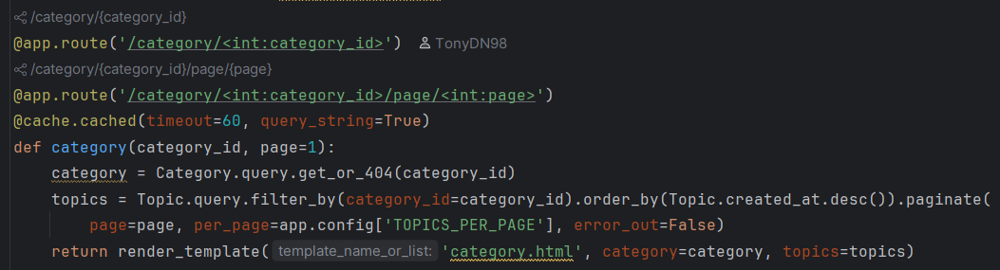 /category/{category_id}
@app.route('/category/<int:category_id>') TonyDN98
/category/{category_id}/page/{page}
@app.route('/category/<int:category_id>/page/<int:page>')
@cache.cached(timeout=60, query_string=True)
def category(category_id, page=1):
    category = Category.query.get_or_404(category_id)
    topics = Topic.query.filter_by(category_id=category_id).order_by(Topic.created_at.desc()).paginate(
        page=page, per_page=app.config['TOPICS_PER_PAGE'], error_out=False)
    return render_template( template_name_or_list: 'category.html', category=category, topics=topics)